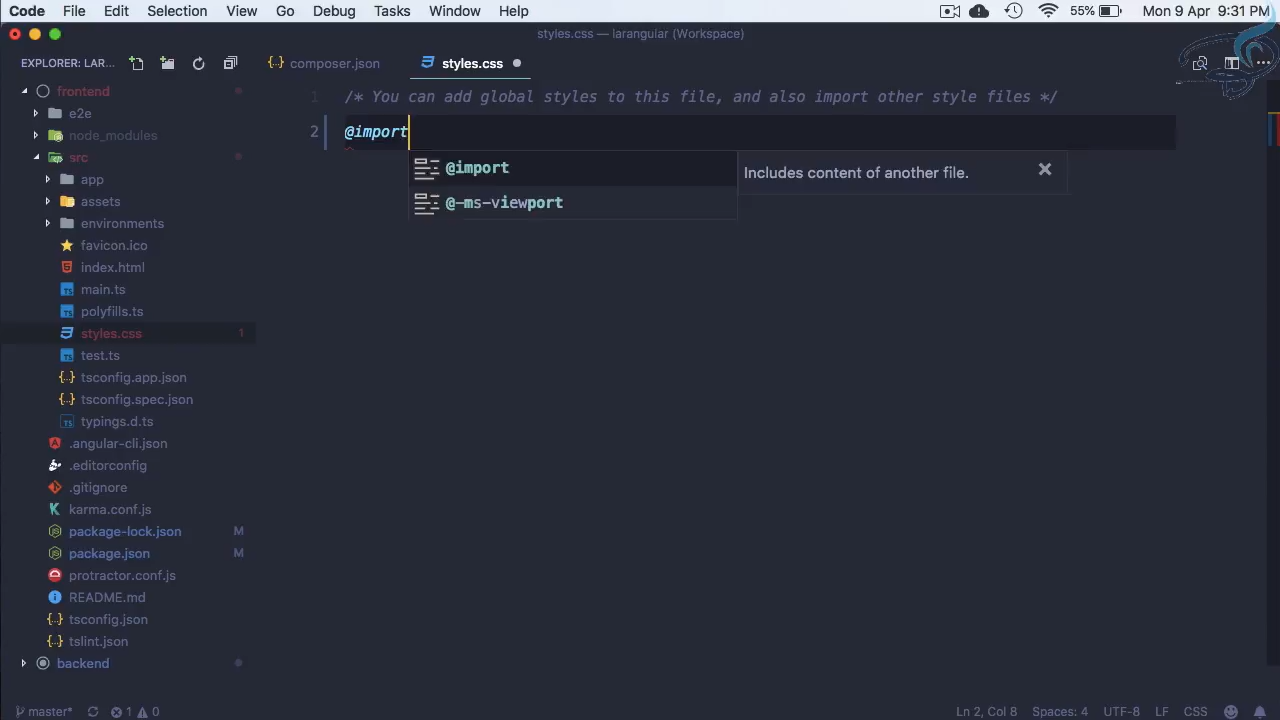 Code File Edit Selection View Go Debug Tasks Window Help 55% Mon 9 Apr 9:31 PM
styles.css — larangular (Workspace)
EXPLORER: LAR... composer.json styles.css
frontend
e2e
node_modules
src
app
assets
environments
favicon.ico
index.html
main.ts
polyfills.ts
styles.css 1
test.ts
tsconfig.app.json
tsconfig.spec.json
typings.d.ts
.angular-cli.json
.editorconfig
.gitignore
karma.conf.js
package-lock.json M
package.json M
protractor.conf.js
README.md
tsconfig.json
tslint.json
backend
1 /* You can add global styles to this file, and also import other style files */
2 @import
@import Includes content of another file.
@-ms-viewport
master* 1 0 Ln 2, Col 8 Spaces: 4 UTF-8 LF CSS